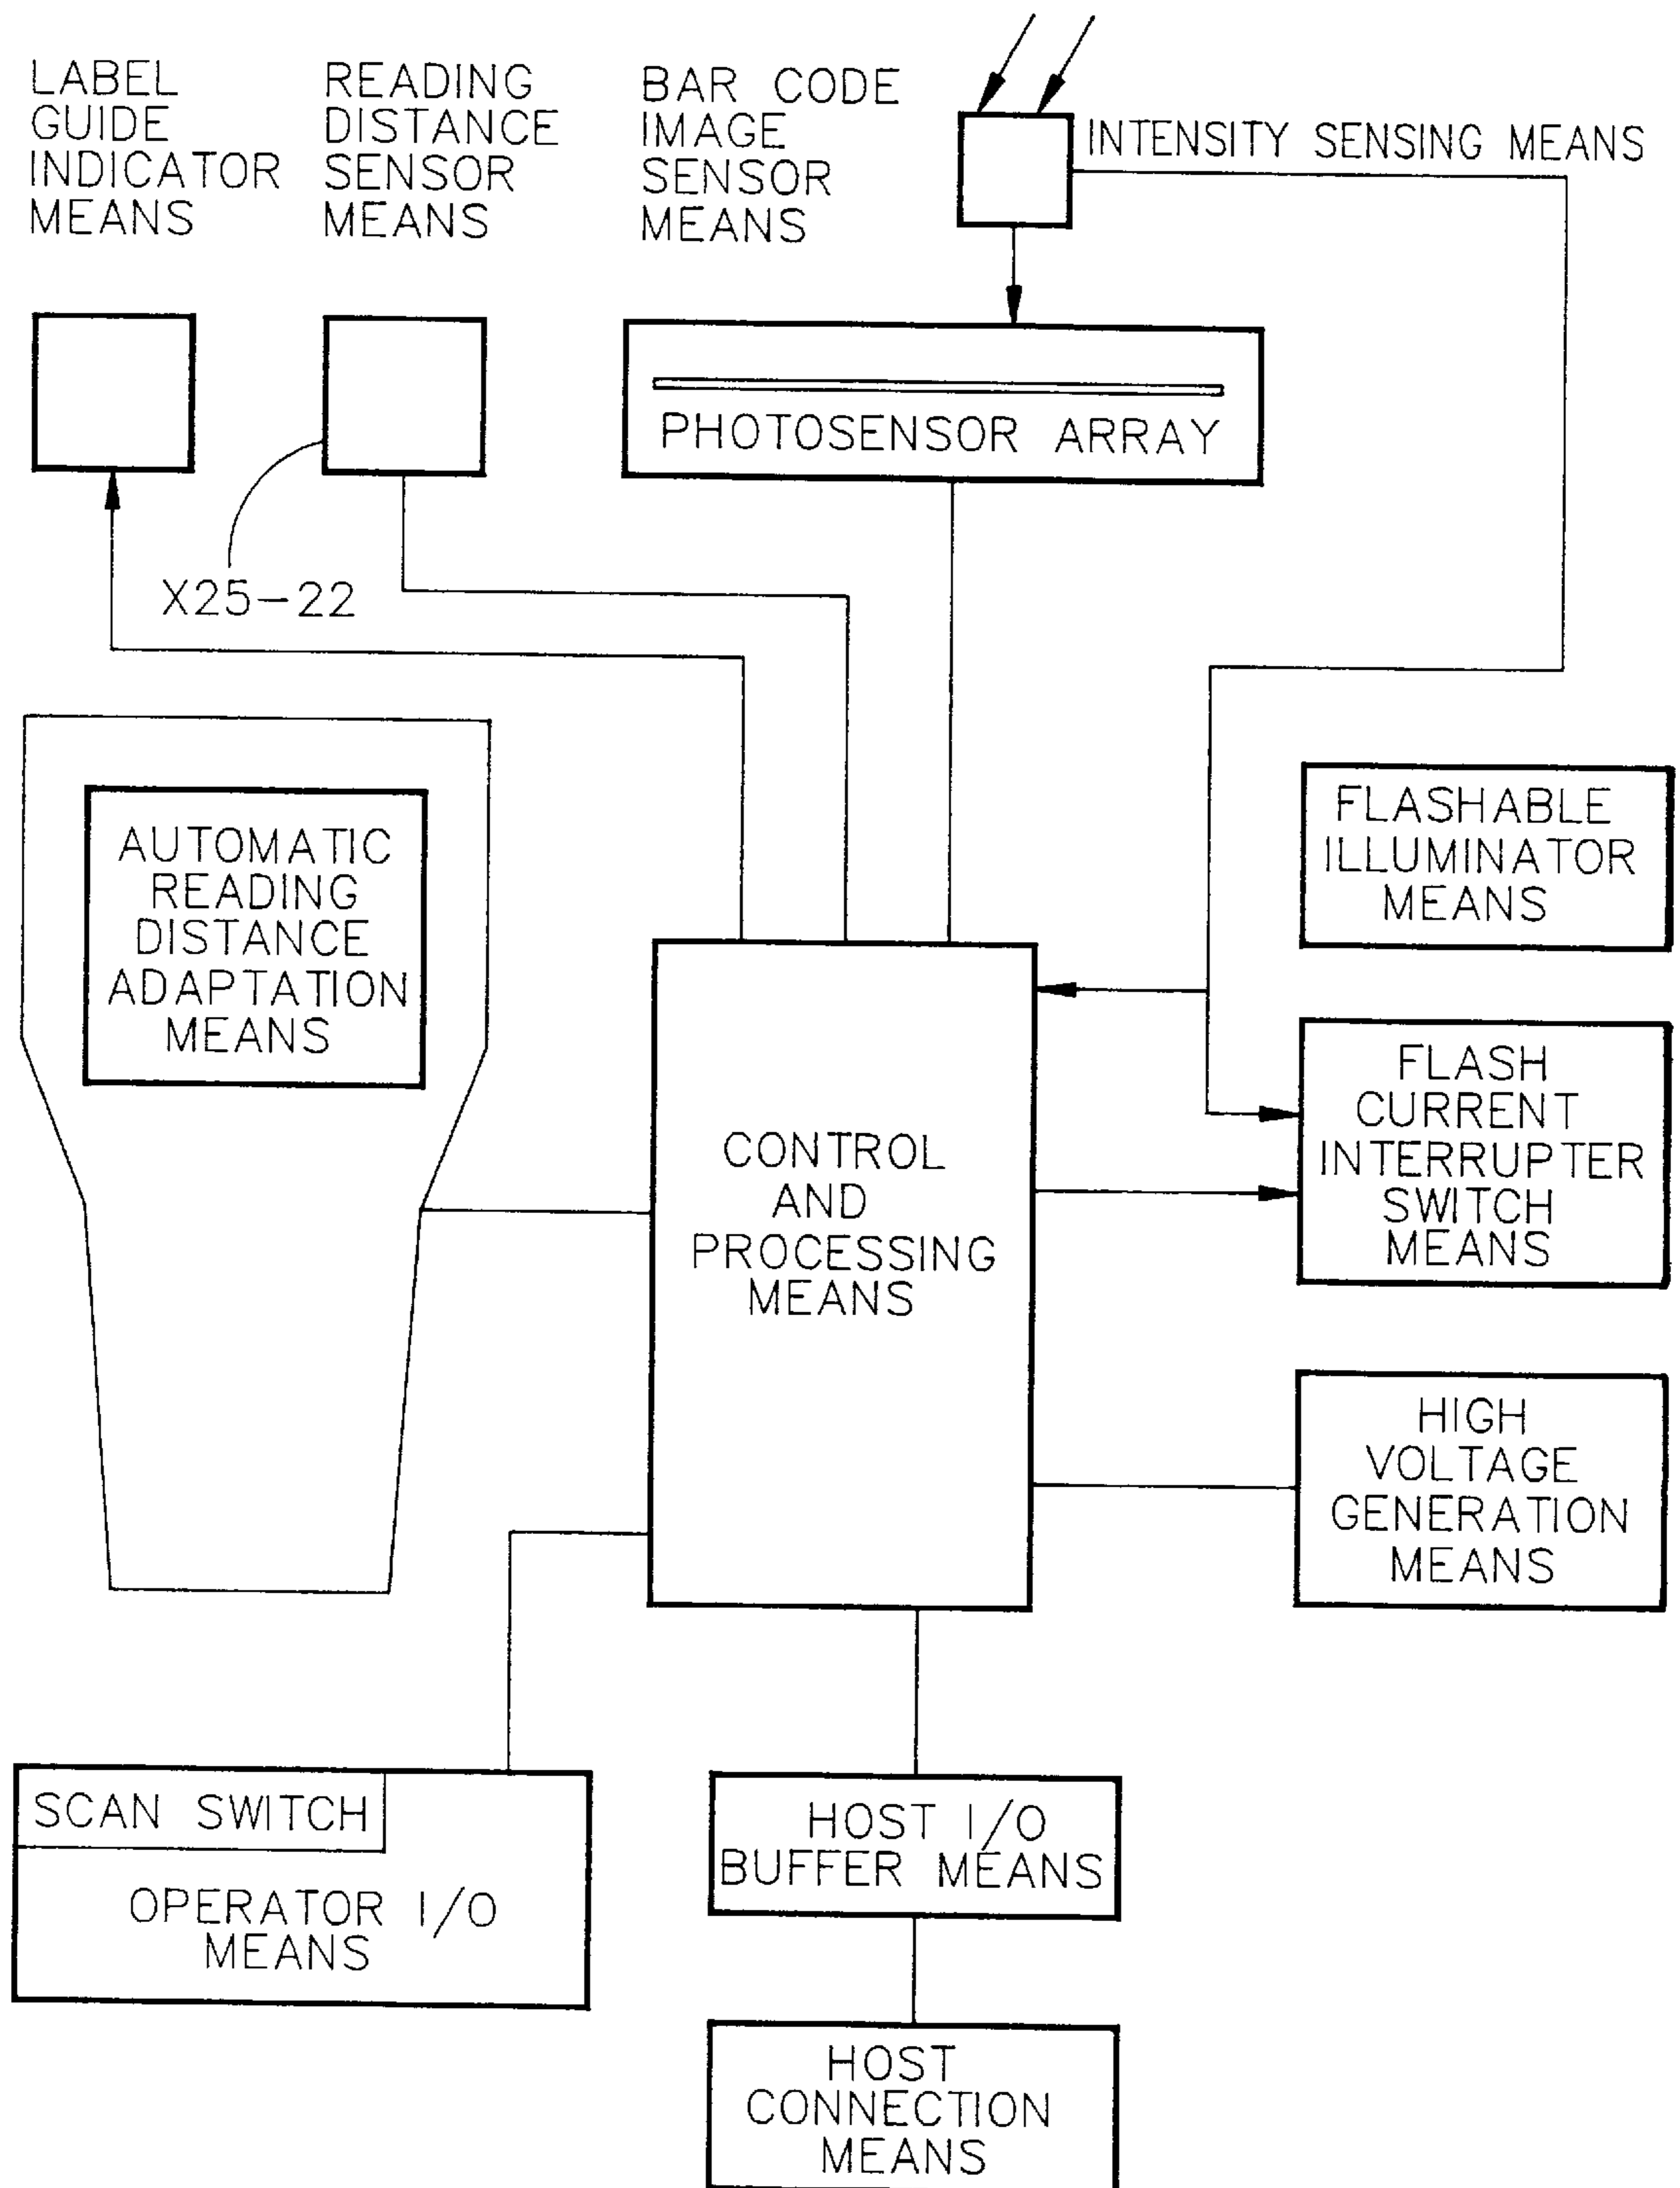 LABEL
GUIDE
INDICATOR
MEANS
READING
DISTANCE
SENSOR
MEANS
BAR CODE
IMAGE
SENSOR
MEANS
INTENSITY SENSING MEANS
PHOTOSENSOR ARRAY
X25-22
AUTOMATIC
READING
DISTANCE
ADAPTATION
MEANS
FLASHABLE
ILLUMINATOR
MEANS
CONTROL
AND
PROCESSING
MEANS
FLASH
CURRENT
INTERRUPTER
SWITCH
MEANS
HIGH
VOLTAGE
GENERATION
MEANS
SCAN SWITCH
OPERATOR I/O
MEANS
HOST I/O
BUFFER MEANS
HOST
CONNECTION
MEANS